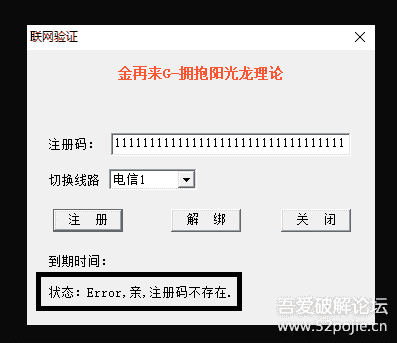 联网验证
金再来G-拥抱阳光龙理论
注册码： 111111111111111111111111111111111
切换线路 电信1
注 册 解 绑 关 闭
到期时间：
状态：Error,亲,注册码不存在.
吾爱破解论坛
www.52pojie.cn